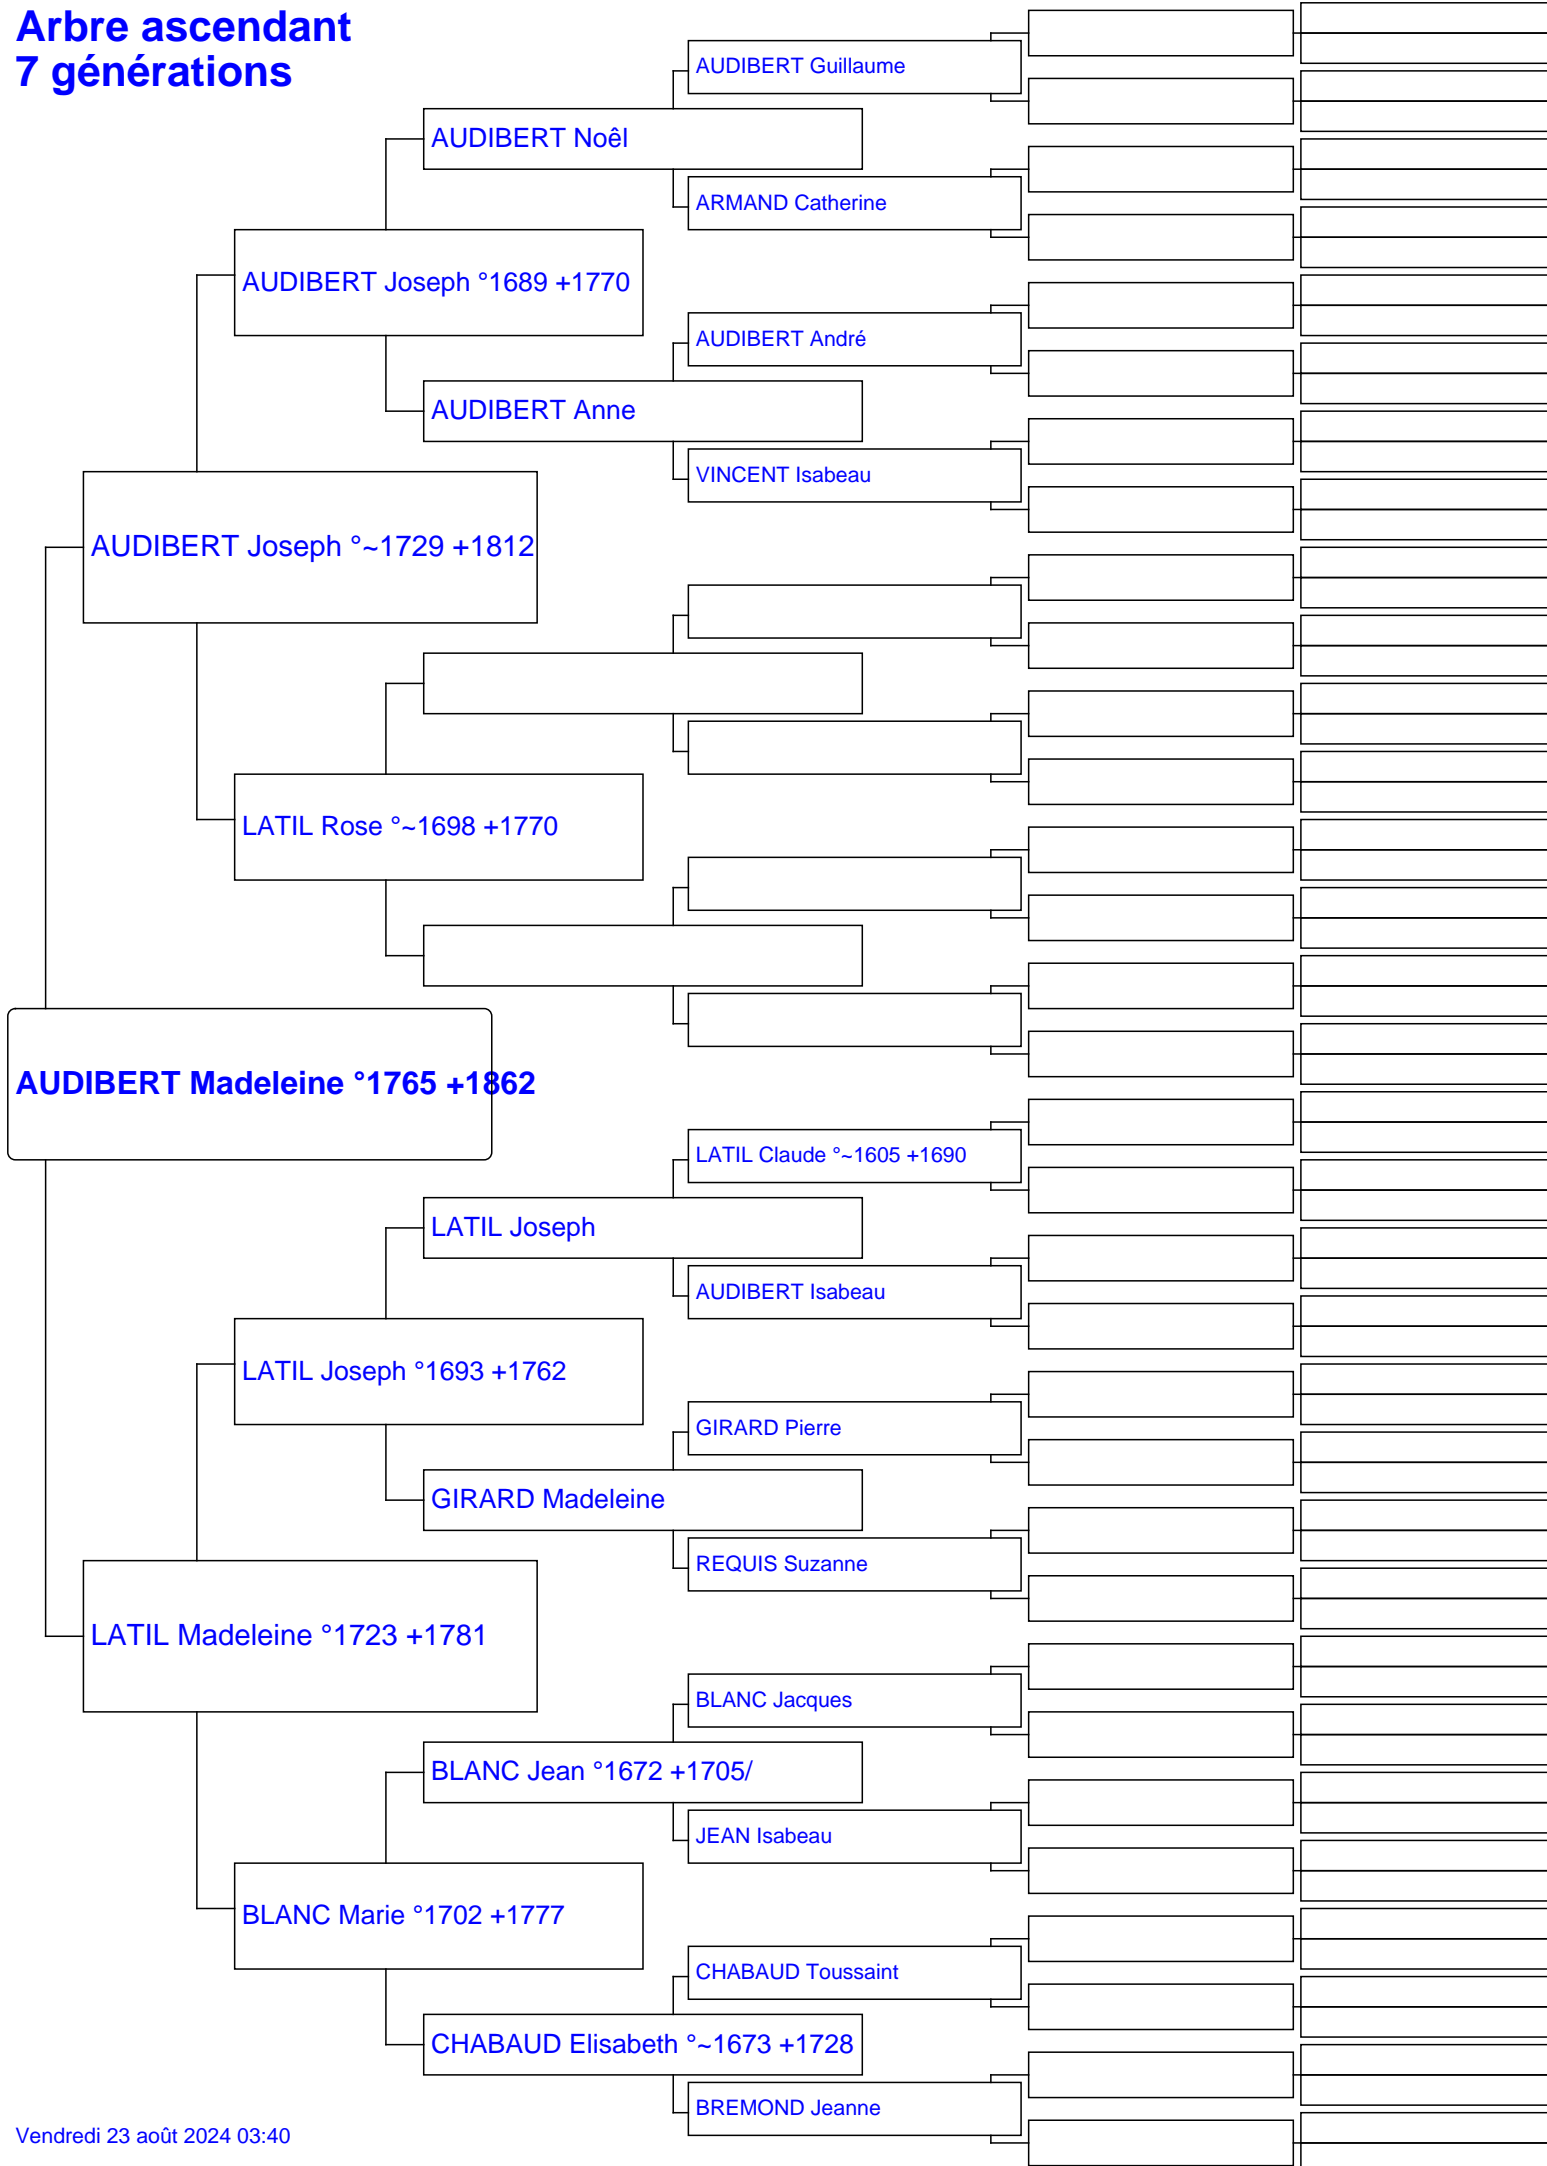 Arbre ascendant
7 générations
AUDIBERT Guillaume
AUDIBERT Noêl
ARMAND Catherine
AUDIBERT Joseph °1689 +1770
AUDIBERT André
AUDIBERT Anne
VINCENT Isabeau
AUDIBERT Joseph °~1729 +1812
LATIL Rose °~1698 +1770
AUDIBERT Madeleine °1765 +1862
LATIL Claude °~1605 +1690
LATIL Joseph
AUDIBERT Isabeau
LATIL Joseph °1693 +1762
GIRARD Pierre
GIRARD Madeleine
REQUIS Suzanne
LATIL Madeleine °1723 +1781
BLANC Jacques
BLANC Jean °1672 +1705/
JEAN Isabeau
BLANC Marie °1702 +1777
CHABAUD Toussaint
CHABAUD Elisabeth °~1673 +1728
BREMOND Jeanne
Vendredi 23 août 2024 03:40